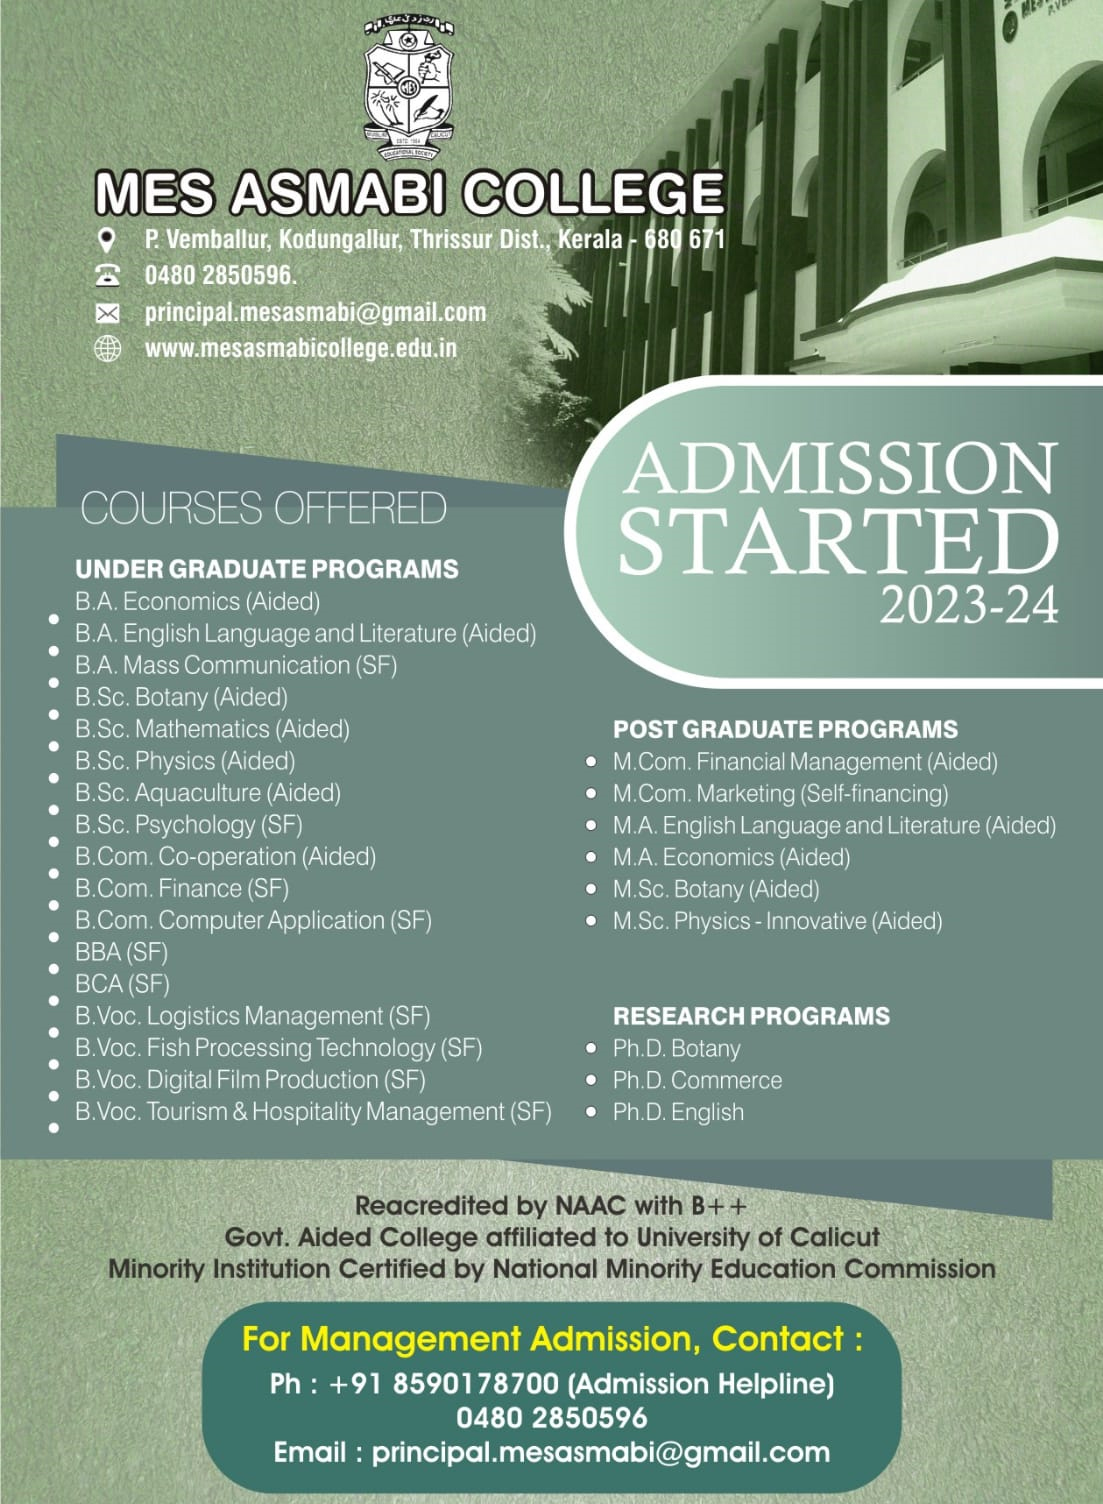 MES ASMABI COLLEGE
P. Vemballur, Kodungallur, Thrissur Dist., Kerala - 680 671
0480 2850596.
principal.mesasmabi@gmail.com
www.mesasmabicollege.edu.in
ADMISSION
STARTED
2023-24
COURSES OFFERED
UNDER GRADUATE PROGRAMS
B.A. Economics (Aided)
B.A. English Language and Literature (Aided)
B.A. Mass Communication (SF)
B.Sc. Botany (Aided)
B.Sc. Mathematics (Aided)
B.Sc. Physics (Aided)
B.Sc. Aquaculture (Aided)
B.Sc. Psychology (SF)
B.Com. Co-operation (Aided)
B.Com. Finance (SF)
B.Com. Computer Application (SF)
BBA (SF)
BCA (SF)
B.Voc. Logistics Management (SF)
B.Voc. Fish Processing Technology (SF)
B.Voc. Digital Film Production (SF)
B.Voc. Tourism & Hospitality Management (SF)
POST GRADUATE PROGRAMS
M.Com. Financial Management (Aided)
M.Com. Marketing (Self-financing)
M.A. English Language and Literature (Aided)
M.A. Economics (Aided)
M.Sc. Botany (Aided)
M.Sc. Physics - Innovative (Aided)
RESEARCH PROGRAMS
Ph.D. Botany
Ph.D. Commerce
Ph.D. English
Reacredited by NAAC with B++
Govt. Aided College affiliated to University of Calicut
Minority Institution Certified by National Minority Education Commission
For Management Admission, Contact :
Ph : +91 8590178700 (Admission Helpline)
0480 2850596
Email : principal.mesasmabi@gmail.com